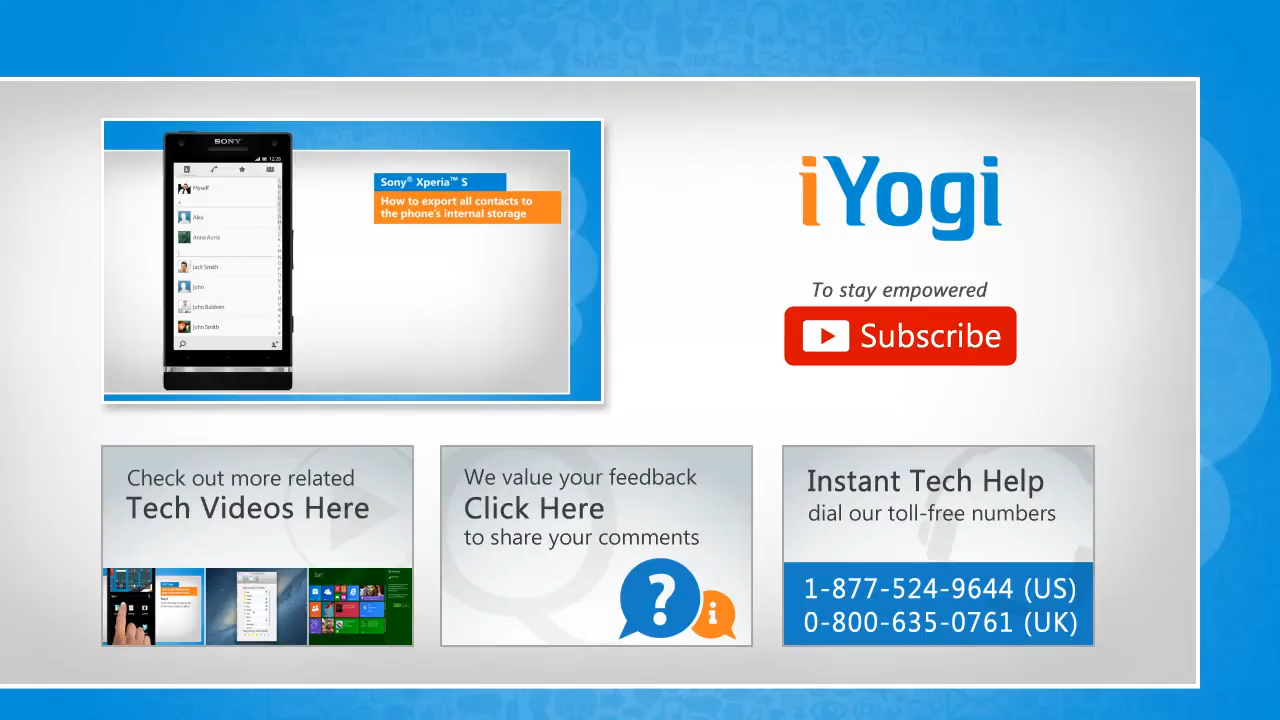 SONY
12:28
Myself
A
Alex
Anna Auria
J
Jack Smith
John
John Baldwin
John Smith
Sony® Xperia™ S
How to export all contacts to
the phone's internal storage
iYogi
To stay empowered
Subscribe
Check out more related
Tech Videos Here
We value your feedback
Click Here
to share your comments
?
i
Instant Tech Help
dial our toll-free numbers
1-877-524-9644 (US)
0-800-635-0761 (UK)